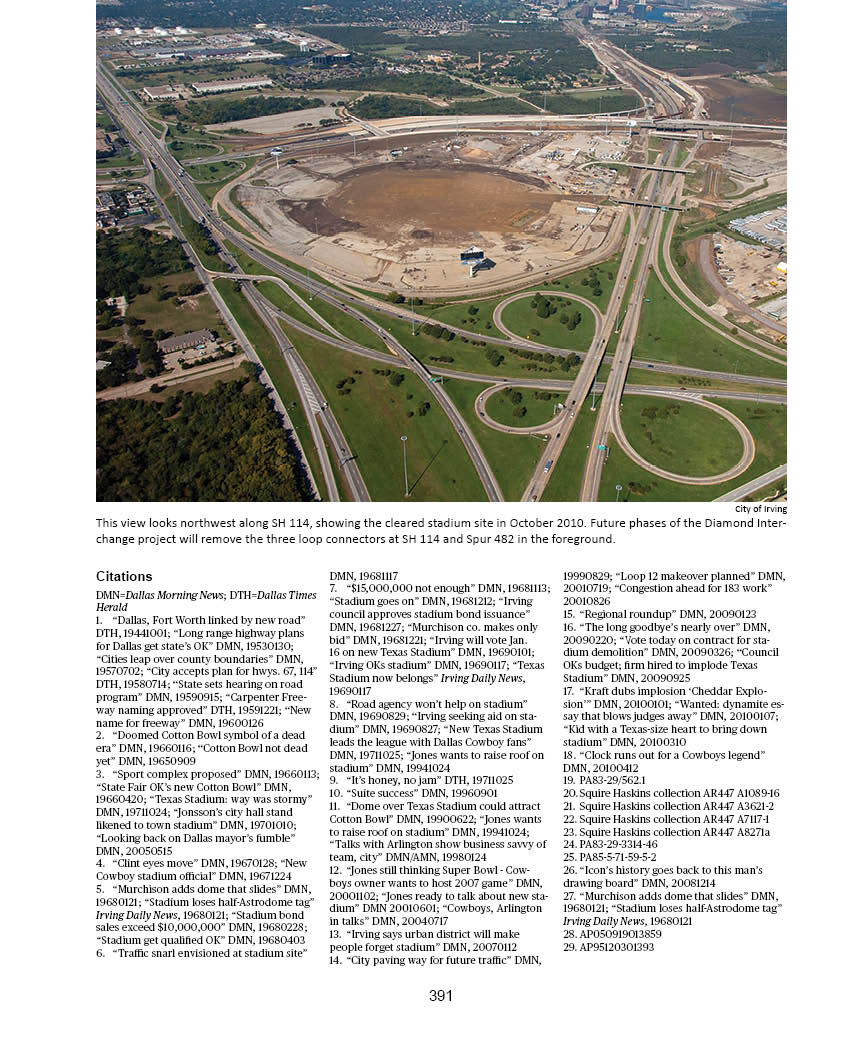 City of Irving
This view looks northwest along SH 114, showing the cleared stadium site in October 2010. Future phases of the Diamond Inter-
change project will remove the three loop connectors at SH 114 and Spur 482 in the foreground.
Citations
DMN=Dallas Morning News; DTH=Dallas Times
Herald
1. “Dallas, Fort Worth linked by new road”
DTH, 19441001; “Long range highway plans
for Dallas get state’s OK” DMN, 19530130;
“Cities leap over county boundaries” DMN,
19570702; “City accepts plan for hwys. 67, 114”
DTH, 19580714; “State sets hearing on road
program” DMN, 19590915; “Carpenter Free-
way naming approved” DTH, 19591221; “New
name for freeway” DMN, 19600126
2. “Doomed Cotton Bowl symbol of a dead
era” DMN, 19660116; “Cotton Bowl not dead
yet” DMN, 19650909
3. “Sport complex proposed” DMN, 19660113;
“State Fair OK’s new Cotton Bowl” DMN,
19660420; “Texas Stadium: way was stormy”
DMN, 19711024; “Jonsson’s city hall stand
likened to town stadium” DMN, 19701010;
“Looking back on Dallas mayor’s fumble”
DMN, 20050515
4. “Clint eyes move” DMN, 19670128; “New
Cowboy stadium official” DMN, 19671224
5. “Murchison adds dome that slides” DMN,
19680121; “Stadium loses half-Astrodome tag”
Irving Daily News, 19680121; “Stadium bond
sales exceed $10,000,000” DMN, 19680228;
“Stadium get qualified OK” DMN, 19680403
6. “Traffic snarl envisioned at stadium site”
DMN, 19681117
7. “$15,000,000 not enough” DMN, 19681113;
“Stadium goes on” DMN, 19681212; “Irving
council approves stadium bond issuance”
DMN, 19681227; “Murchison co. makes only
bid” DMN, 19681221; “Irving will vote Jan.
16 on new Texas Stadium” DMN, 19690101;
“Irving OKs stadium” DMN, 19690117; “Texas
Stadium now belongs” Irving Daily News,
19690117
8. “Road agency won’t help on stadium”
DMN, 19690829; “Irving seeking aid on sta-
dium” DMN, 19690827; “New Texas Stadium
leads the league with Dallas Cowboy fans”
DMN, 19711025; “Jones wants to raise roof on
stadium” DMN, 19941024
9. “It’s honey, no jam” DTH, 19711025
10. “Suite success” DMN, 19960901
11. “Dome over Texas Stadium could attract
Cotton Bowl” DMN, 19900622; “Jones wants
to raise roof on stadium” DMN, 19941024;
“Talks with Arlington show business savvy of
team, city” DMN/AMN, 19980124
12. “Jones still thinking Super Bowl - Cow-
boys owner wants to host 2007 game” DMN,
20001102; “Jones ready to talk about new sta-
dium” DMN 20010601; “Cowboys, Arlington
in talks” DMN, 20040717
13. “Irving says urban district will make
people forget stadium” DMN, 20070112
14. “City paving way for future traffic” DMN,
19990829; “Loop 12 makeover planned” DMN,
20010719; “Congestion ahead for 183 work”
20010826
15. “Regional roundup” DMN, 20090123
16. “The long goodbye’s nearly over” DMN,
20090220; “Vote today on contract for sta-
dium demolition” DMN, 20090326; “Council
OKs budget; firm hired to implode Texas
Stadium” DMN, 20090925
17. “Kraft dubs implosion ‘Cheddar Explo-
sion’” DMN, 20100101; “Wanted: dynamite es-
say that blows judges away” DMN, 20100107;
“Kid with a Texas-size heart to bring down
stadium” DMN, 20100310
18. “Clock runs out for a Cowboys legend”
DMN, 20100412
19. PA83-29/562.1
20. Squire Haskins collection AR447 A1089-16
21. Squire Haskins collection AR447 A3621-2
22. Squire Haskins collection AR447 A7117-1
23. Squire Haskins collection AR447 A8271a
24. PA83-29-3314-46
25. PA85-5-71-59-5-2
26. “Icon’s history goes back to this man’s
drawing board” DMN, 20081214
27. “Murchison adds dome that slides” DMN,
19680121; “Stadium loses half-Astrodome tag”
Irving Daily News, 19680121
28. AP050919013859
29. AP95120301393
391